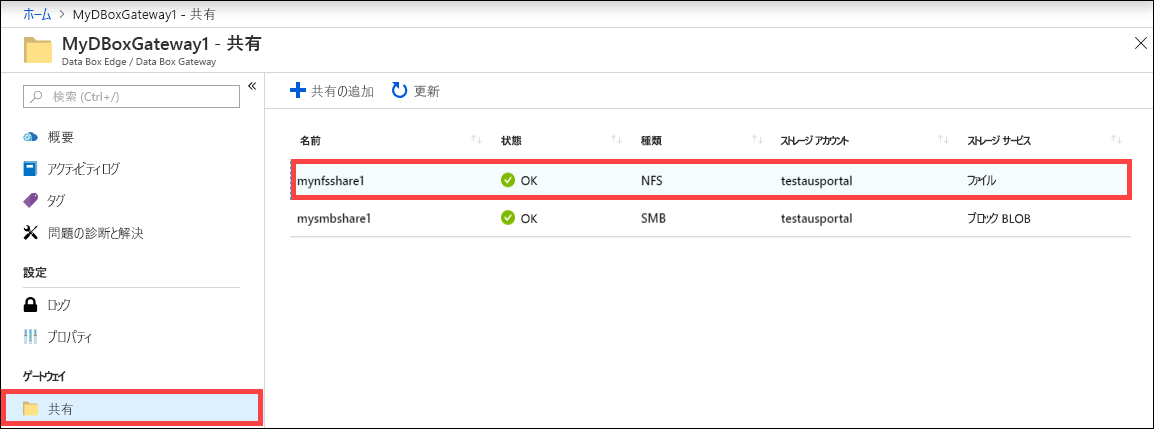 ホーム > MyDBoxGateway1 - 共有
MyDBoxGateway1 - 共有
Data Box Edge / Data Box Gateway
検索 (Ctrl+/)
概要
アクティビティログ
タグ
問題の診断と解決
設定
ロック
プロパティ
ゲートウェイ
共有
共有の追加 更新
名前 状態 種類 ストレージ アカウント ストレージ サービス
mynfsshare1 OK NFS testausportal ファイル
mysmbshare1 OK SMB testausportal ブロック BLOB